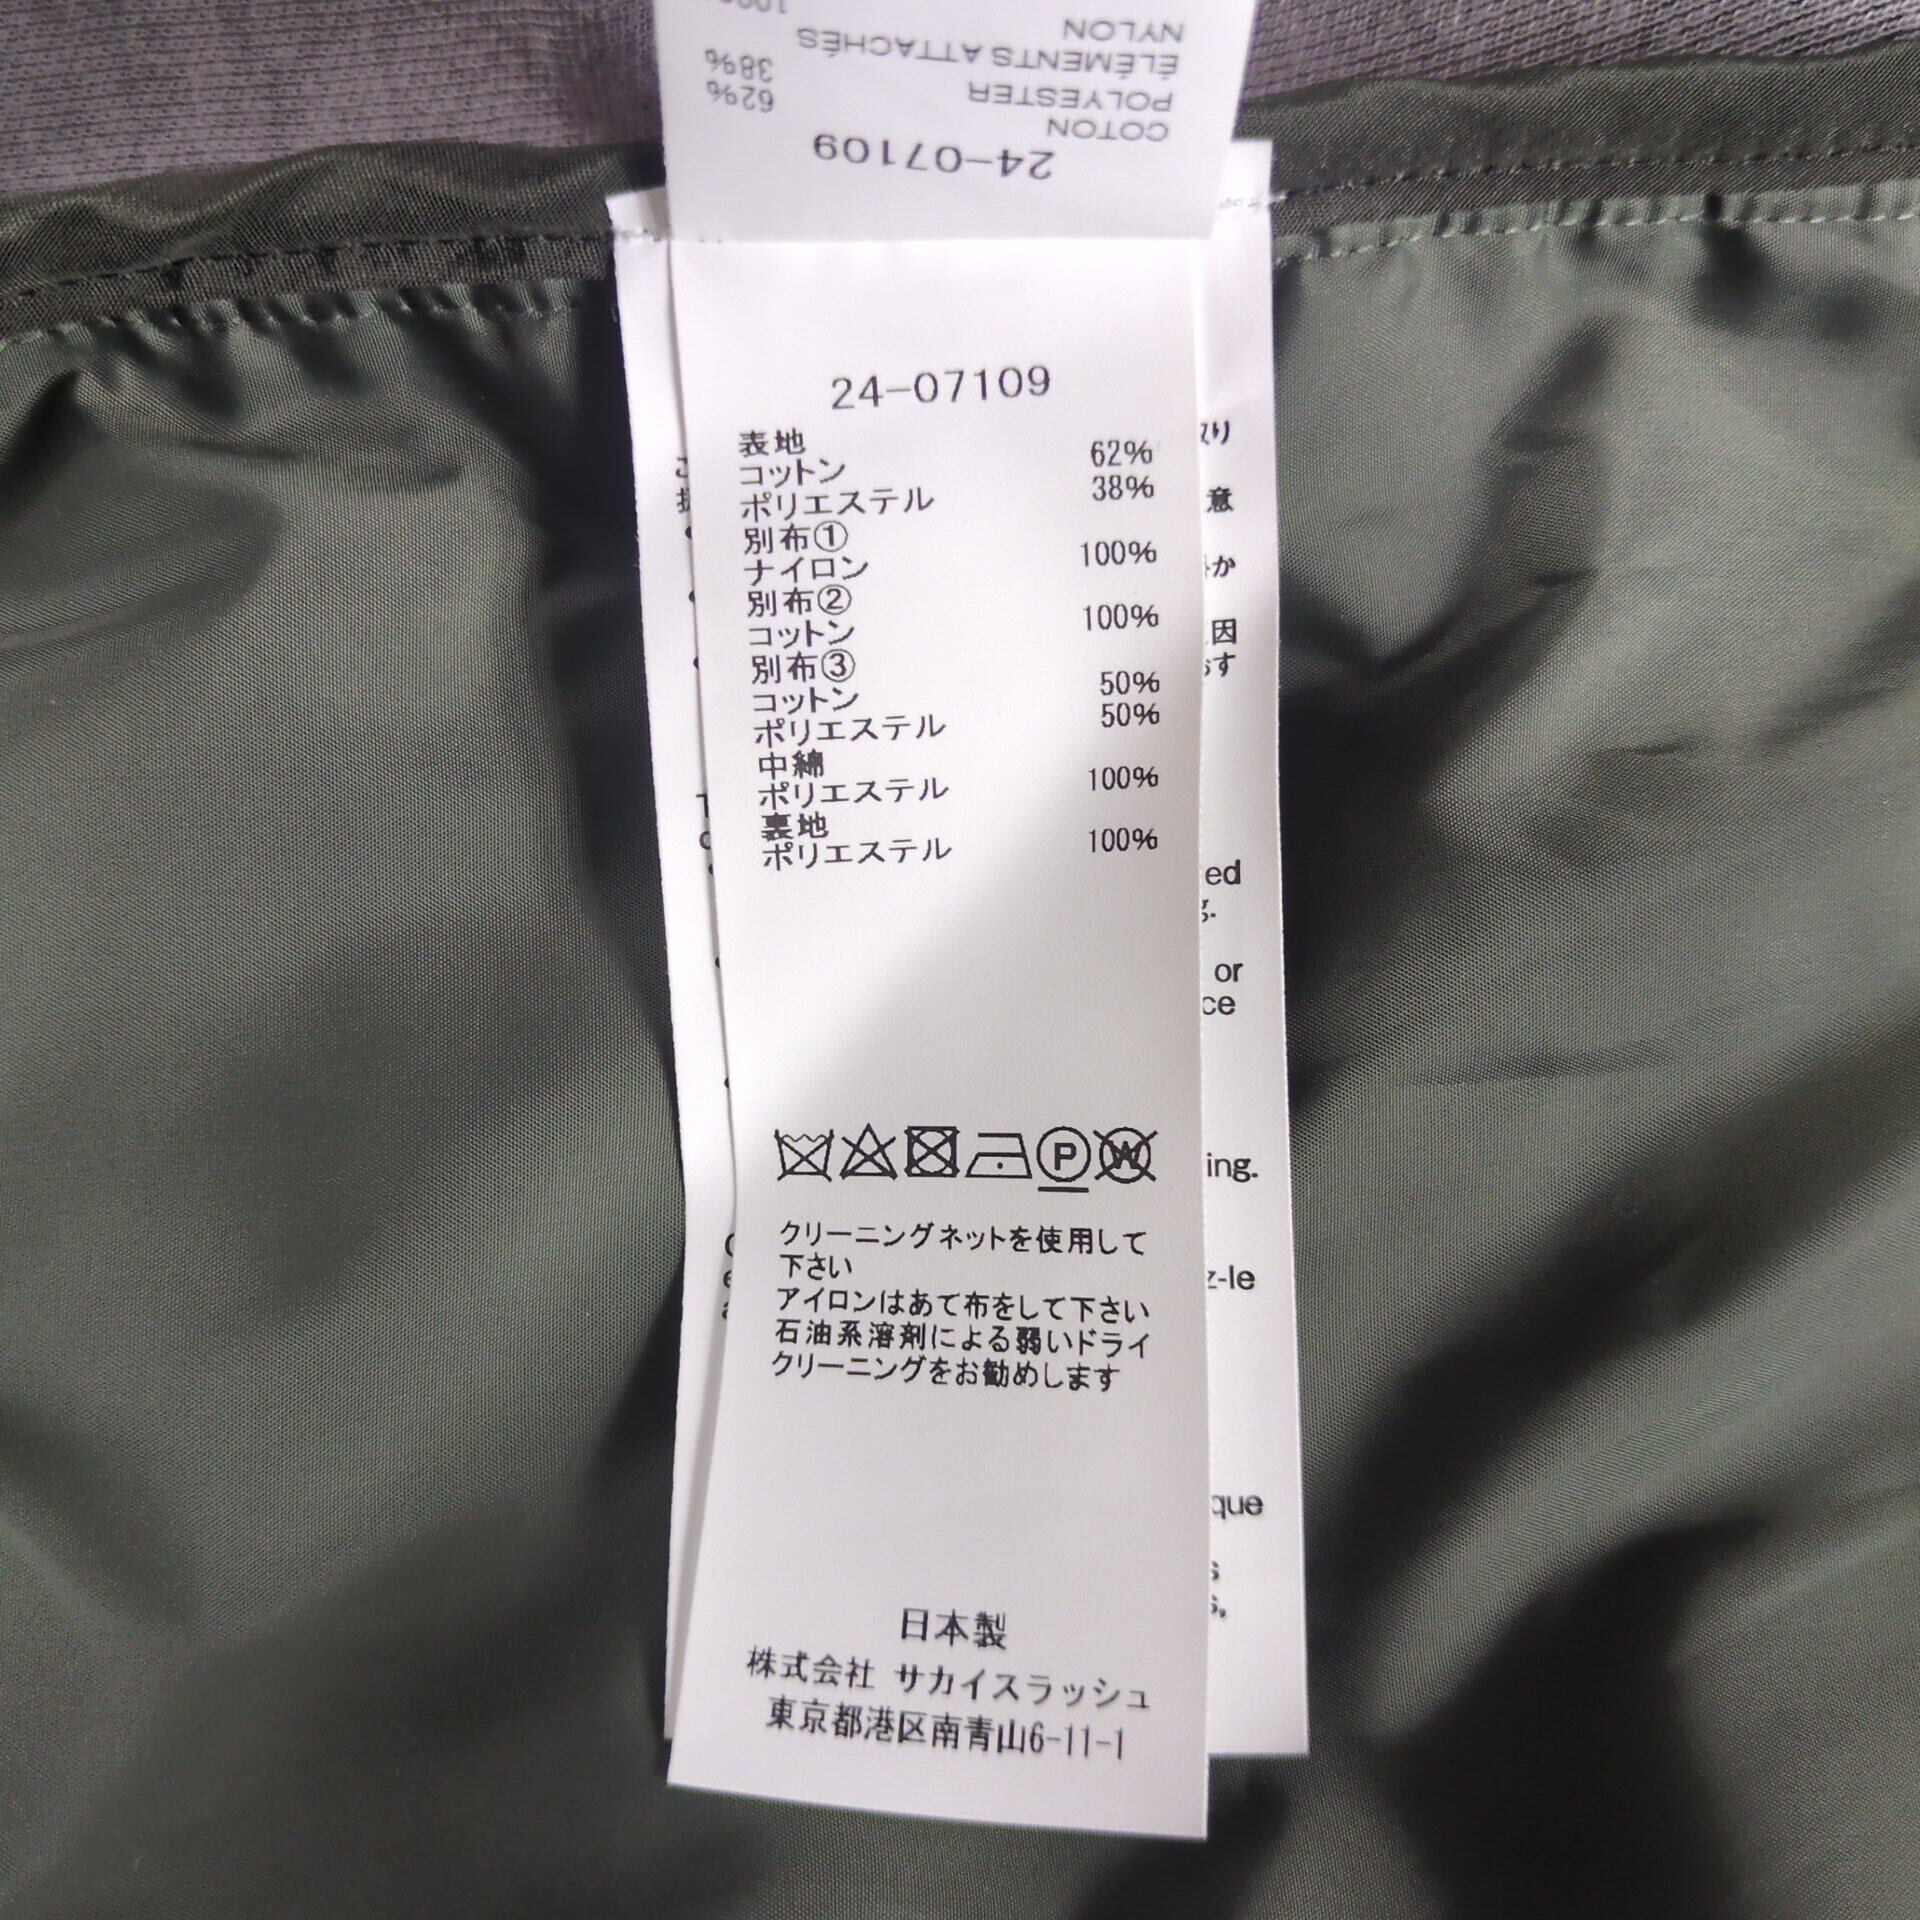 NYLON
ÉLÉMENTS ATTACHÉS
POLYESTER 38%
COTON 62%
24-07109
24-07109
表地
コットン 62%
ポリエステル 38%
別布①
ナイロン 100%
別布②
コットン 100%
別布③
コットン 50%
ポリエステル 50%
中綿
ポリエステル 100%
裏地
ポリエステル 100%
P
W
クリーニングネットを使用して
下さい
アイロンはあて布をして下さい
石油系溶剤による弱いドライ
クリーニングをお勧めします
日本製
株式会社 サカイスラッシュ
東京都港区南青山6-11-1
意
因
ed
or
ce
ing.
z-le
que